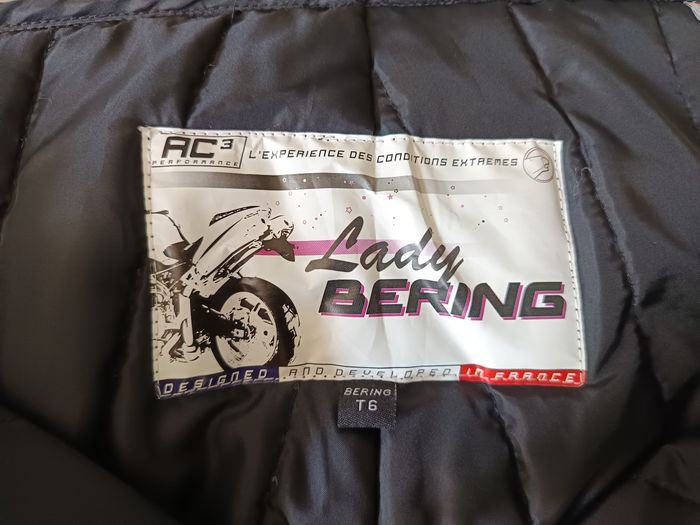 AC³
PERFORMANCE
L'EXPERIENCE DES CONDITIONS EXTREMES
Lady
BERING
DESIGNED AND DEVELOPED IN FRANCE
BERING
T6